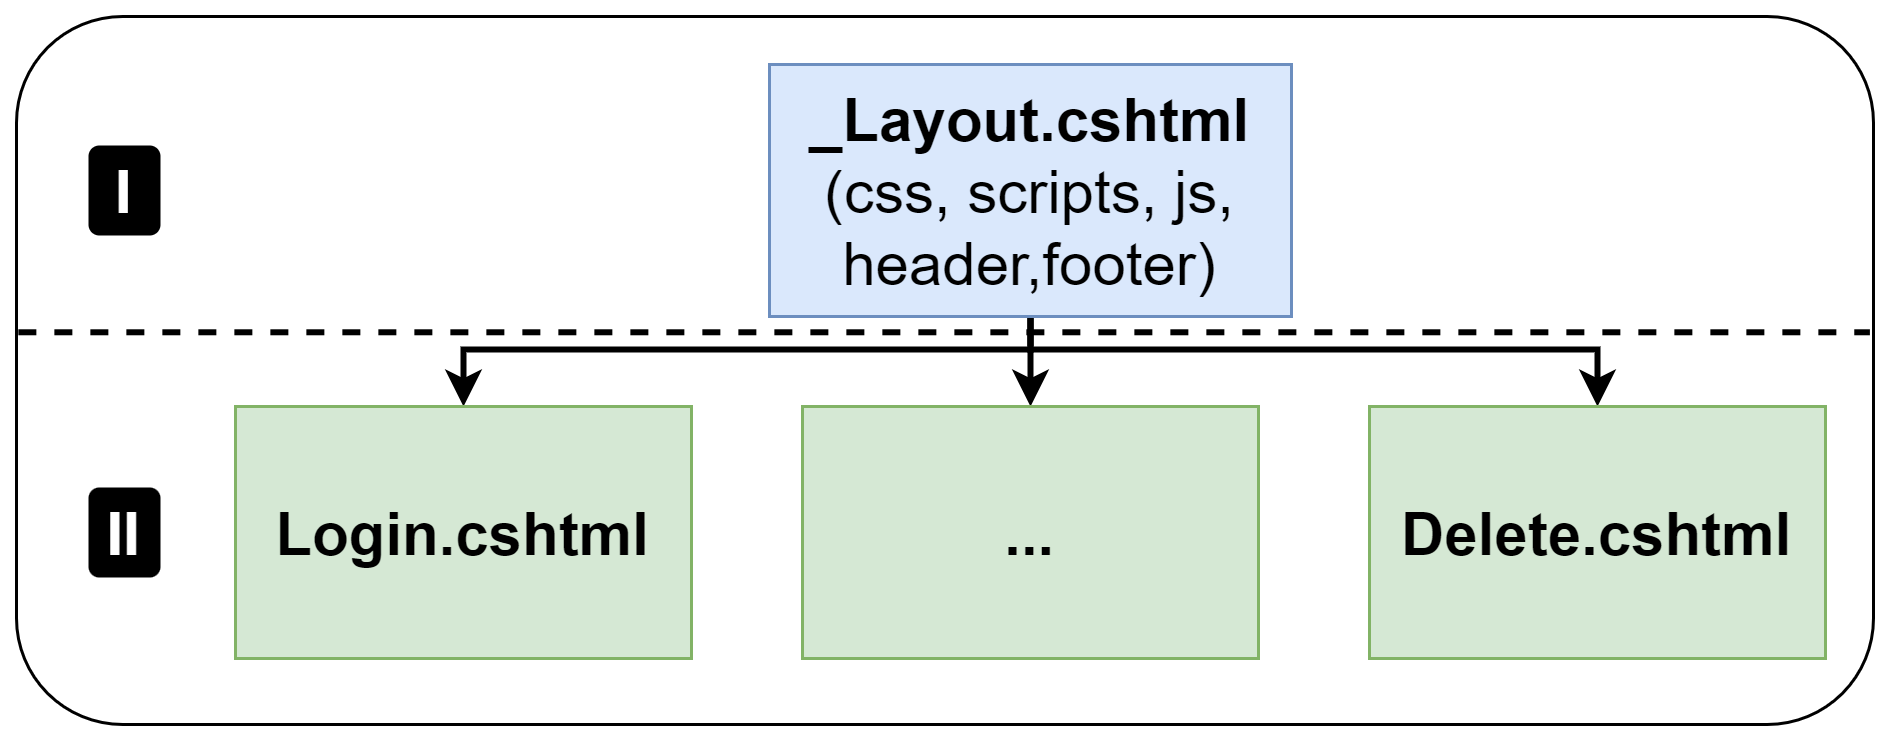 I
_Layout.cshtml
(css, scripts, js,
header,footer)
II
Login.cshtml
...
Delete.cshtml